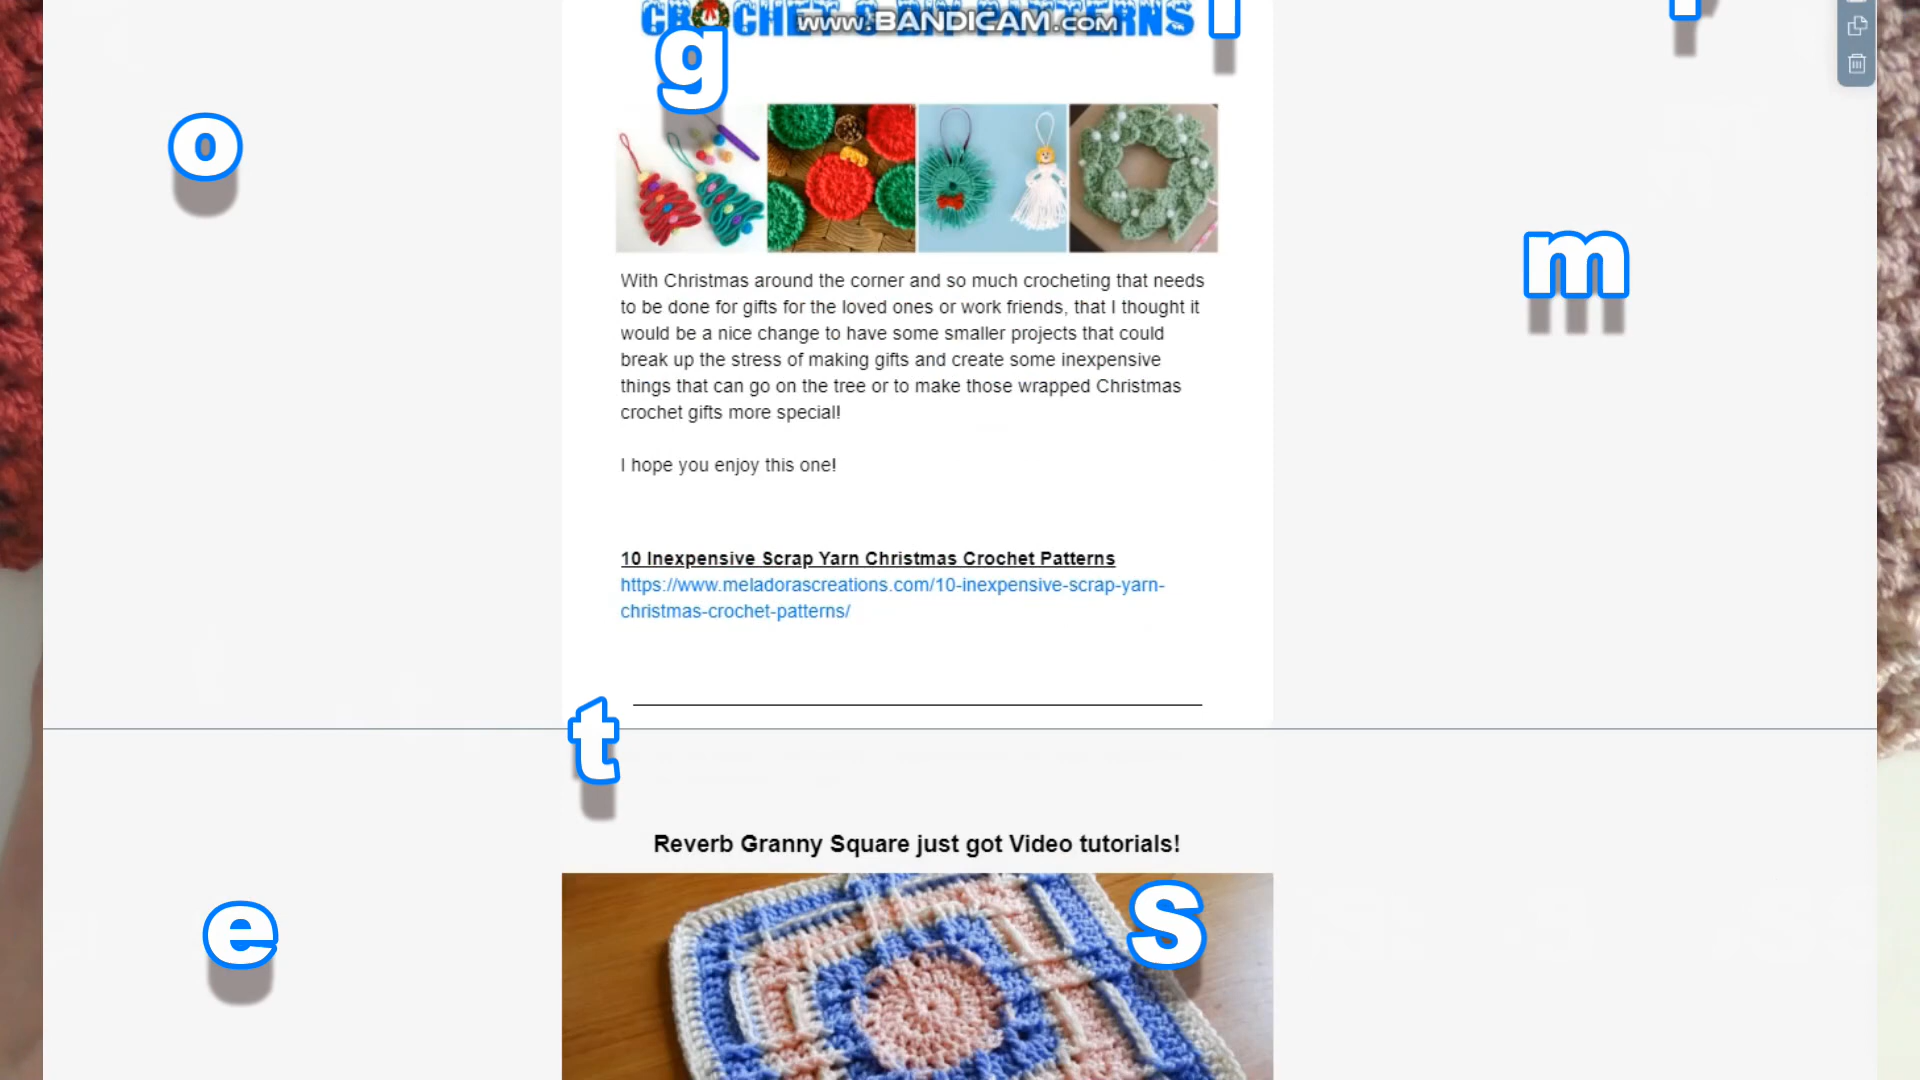 CROCHET & DIY PATTERNS
www.BANDICAM.com
g
o
m
With Christmas around the corner and so much crocheting that needs
to be done for gifts for the loved ones or work friends, that I thought it
would be a nice change to have some smaller projects that could
break up the stress of making gifts and create some inexpensive
things that can go on the tree or to make those wrapped Christmas
crochet gifts more special!
I hope you enjoy this one!
10 Inexpensive Scrap Yarn Christmas Crochet Patterns
https://www.meladorascreations.com/10-inexpensive-scrap-yarn-
christmas-crochet-patterns/
t
Reverb Granny Square just got Video tutorials!
s
e